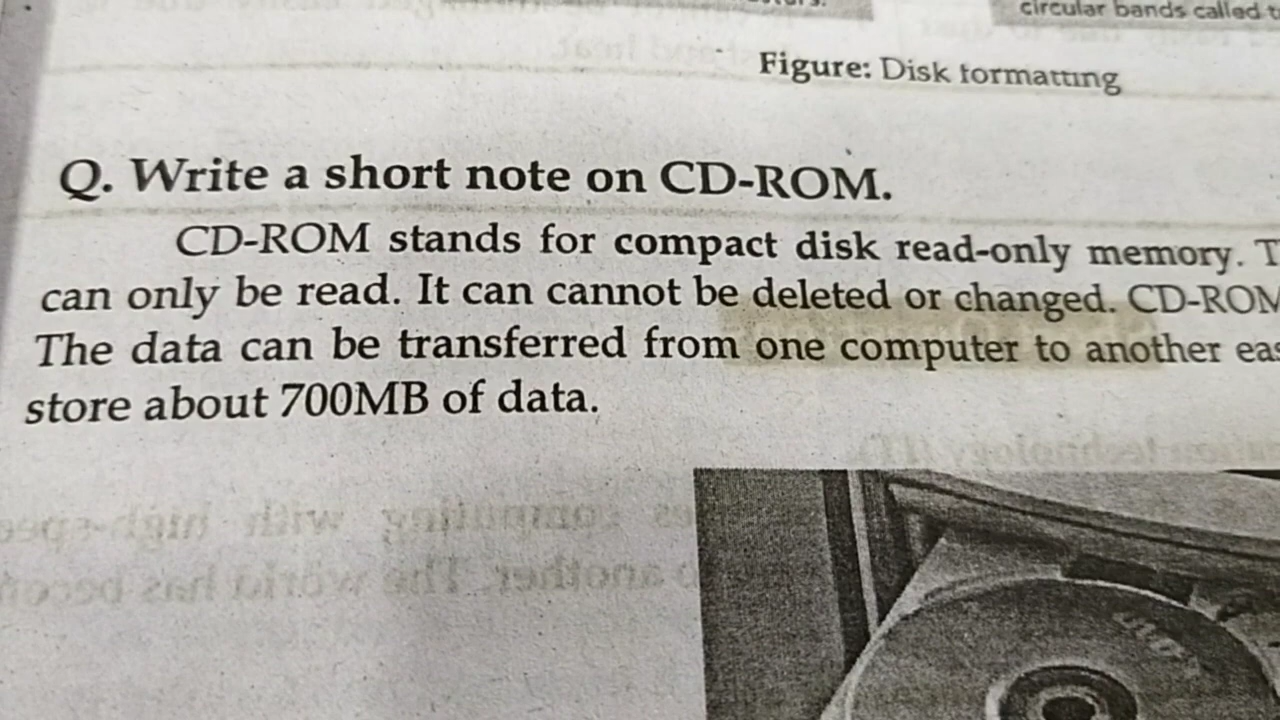 circular bands called
Figure: Disk formatting
Q. Write a short note on CD-ROM.
CD-ROM stands for compact disk read-only memory.
can only be read. It can cannot be deleted or changed. CD-ROM
The data can be transferred from one computer to another
store about 700MB of data.